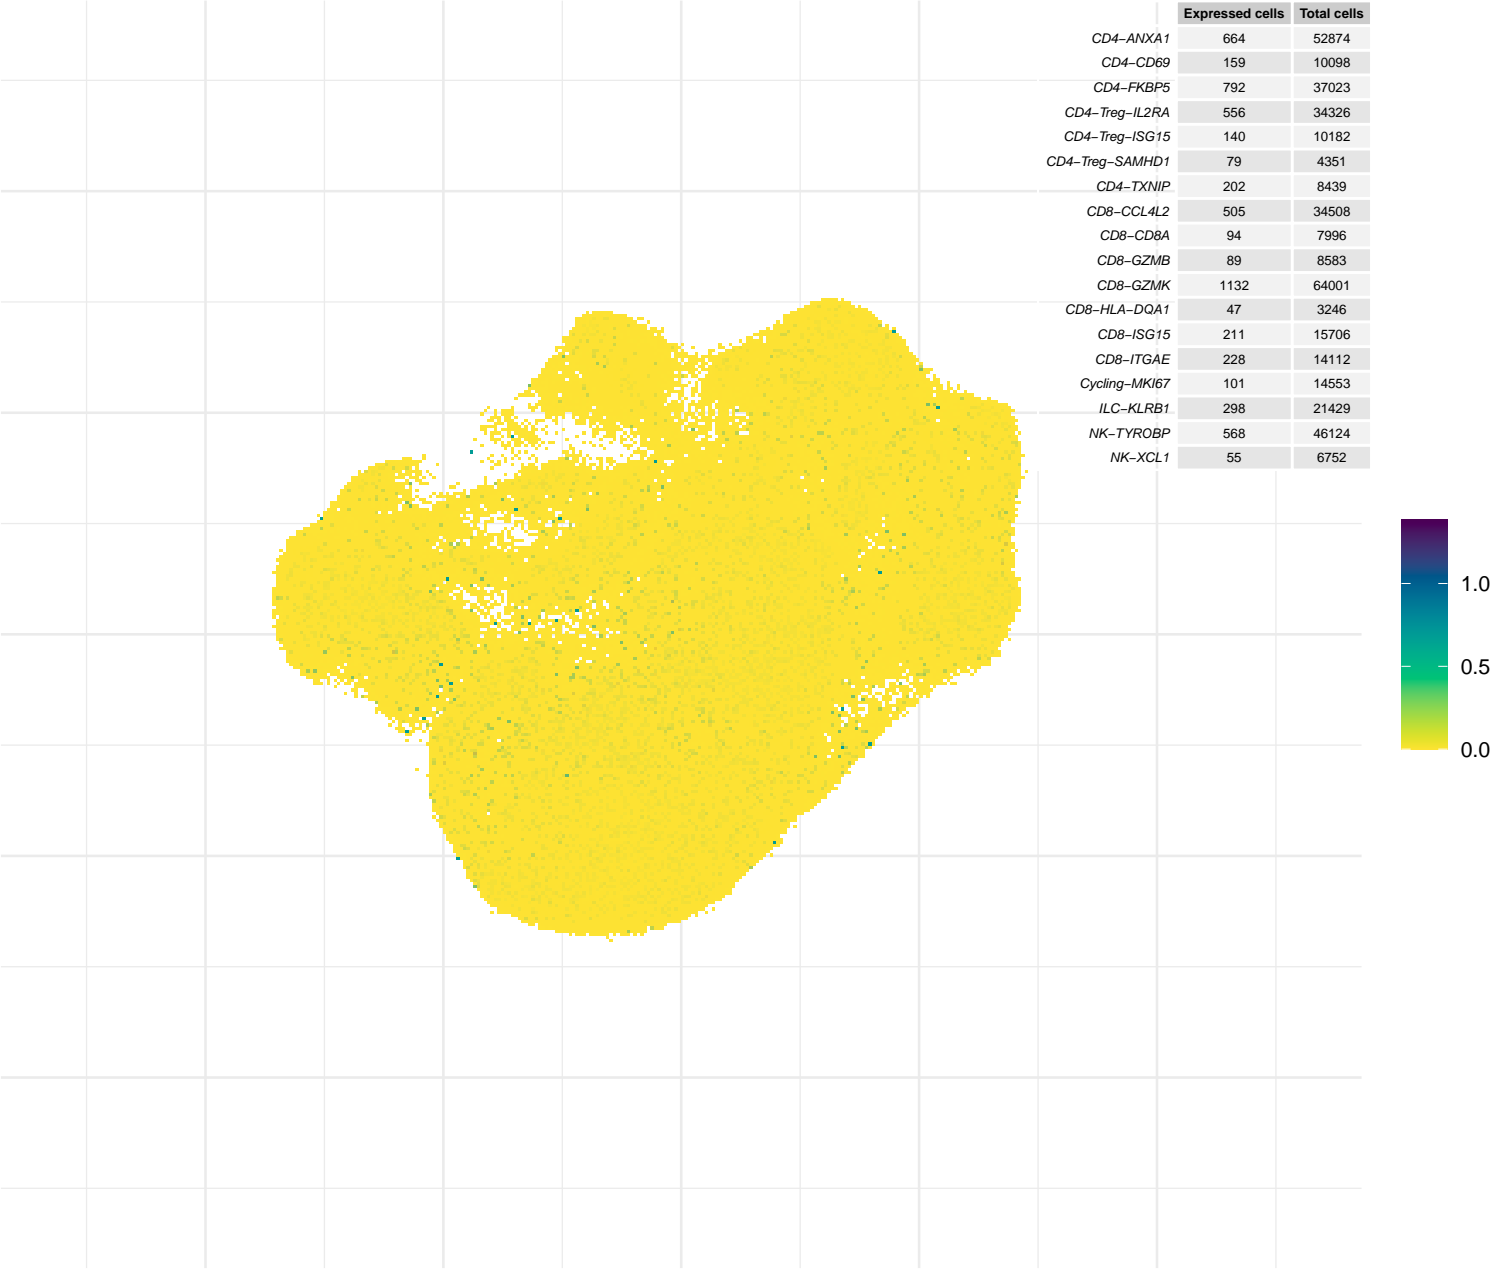 Expressed cells Total cells
CD4−ANXA1 664 52874
CD4−CD69 159 10098
CD4−FKBP5 792 37023
CD4−Treg−IL2RA 556 34326
CD4−Treg−ISG15 140 10182
CD4−Treg−SAMHD1 79 4351
CD4−TXNIP 202 8439
CD8−CCL4L2 505 34508
CD8−CD8A 94 7996
CD8−GZMB 89 8583
CD8−GZMK 1132 64001
CD8−HLA−DQA1 47 3246
CD8−ISG15 211 15706
CD8−ITGAE 228 14112
Cycling−MKI67 101 14553
ILC−KLRB1 298 21429
NK−TYROBP 568 46124
NK−XCL1 55 6752
1.0
0.5
0.0